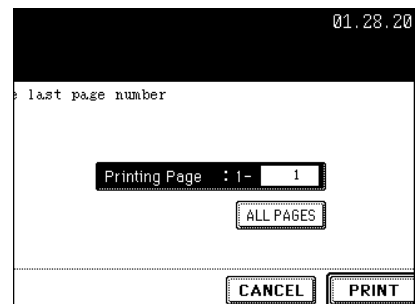 01.28.20
last page number
Printing Page : 1- 1
ALL PAGES
CANCEL PRINT